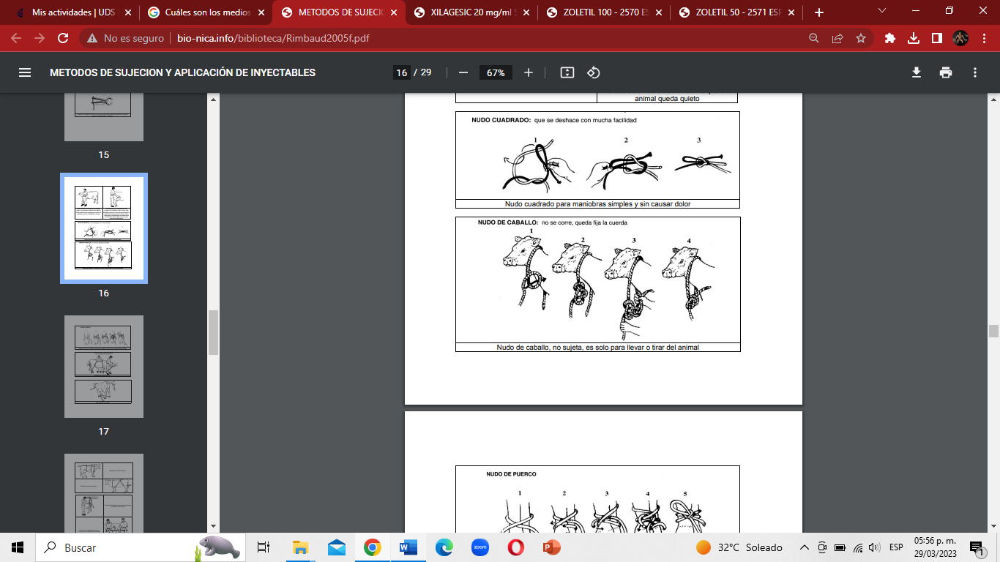 Mis actividades | UDS
Cuáles son los medios
METODOS DE SUJECIO
XILAGESIC 20 mg/ml S
ZOLETIL 100 - 2570 ES
ZOLETIL 50 - 2571 ESP
No es seguro
bio-nica.info/biblioteca/Rimbaud2005f.pdf
METODOS DE SUJECION Y APLICACIÓN DE INYECTABLES
16 / 29
67%
15
16
17
animal queda quieto
NUDO CUADRADO: que se deshace con mucha facilidad
1
2
3
Nudo cuadrado para maniobras simples y sin causar dolor
NUDO DE CABALLO: no se corre, queda fija la cuerda
1
2
3
4
Nudo de caballo, no sujeta, es solo para llevar o tirar del animal
NUDO DE PUERCO
1
2
3
4
5
Buscar
zoom
32°C Soleado
ESP
05:56 p. m.
29/03/2023
1